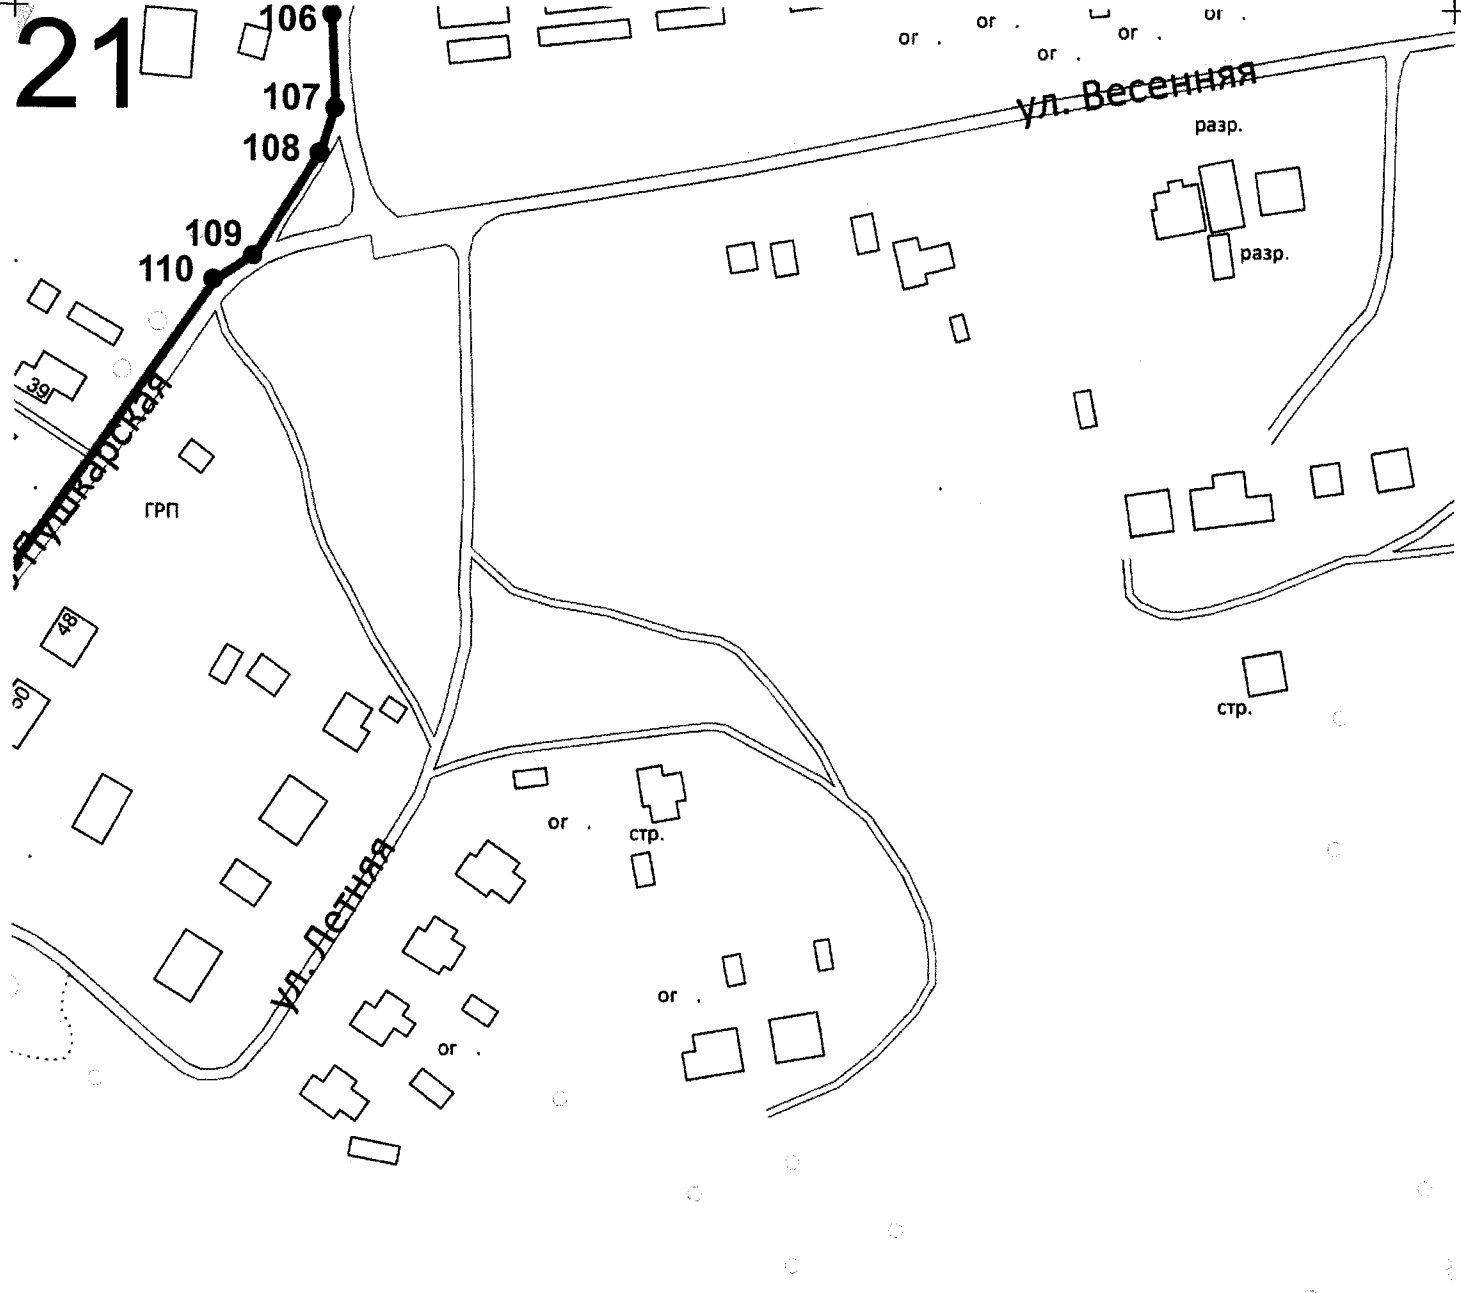 21
106
ог .
ог .
ог .
ог .
ог .
107
ул. Весенняя
разр.
108
109
разр.
110
39
Пушкарская
ГРП
48
50
стр.
ог .
стр.
ул. Летняя
ог .
ог .